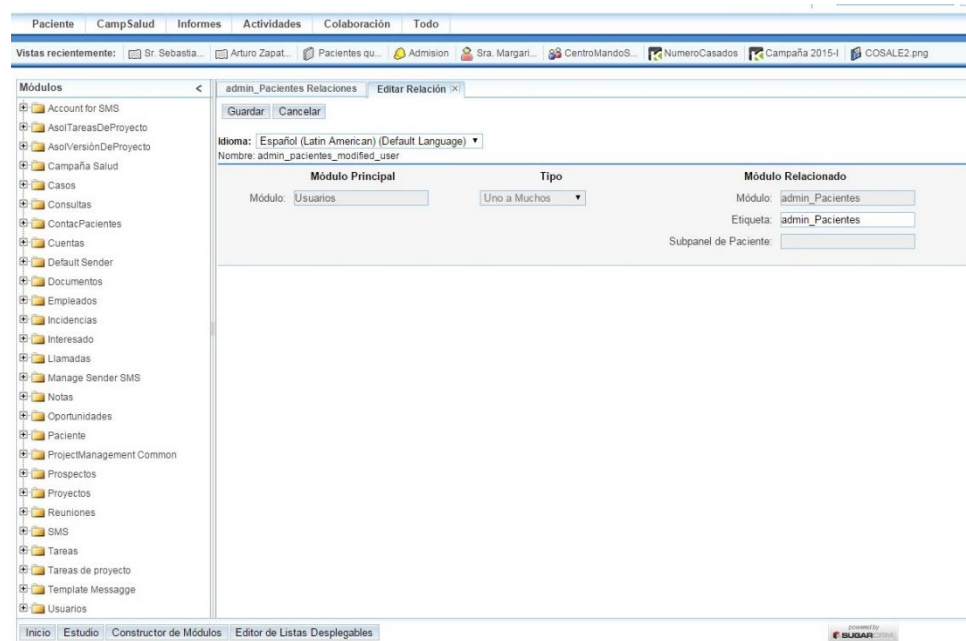 Paciente CampSalud Informes Actividades Colaboración Todo
Vistas recientemente: Sr. Sebastia... Arturo Zapat... Pacientes qu... Admision Sra. Margari... CentroMandoS... NumeroCasados Campaña 2015-I COSALE2.png
Módulos <
Account for SMS
AsolTareasDeProyecto
AsolVersiónDeProyecto
Campaña Salud
Casos
Consultas
ContacPacientes
Cuentas
Default Sender
Documentos
Empleados
Incidencias
Interesado
Llamadas
Manage Sender SMS
Notas
Oportunidades
Paciente
ProjectManagement Common
Prospectos
Proyectos
Reuniones
SMS
Tareas
Tareas de proyecto
Template Messagge
Usuarios
admin_Pacientes Relaciones Editar Relación
Guardar Cancelar
Idioma: Español (Latin American) (Default Language)
Nombre: admin_pacientes_modified_user
Módulo Principal Tipo Módulo Relacionado
Módulo: Usuarios Uno a Muchos Módulo: admin_Pacientes
Etiqueta: admin_Pacientes
Subpanel de Paciente:
Inicio Estudio Constructor de Módulos Editor de Listas Desplegables
powered by
SUGARCRM